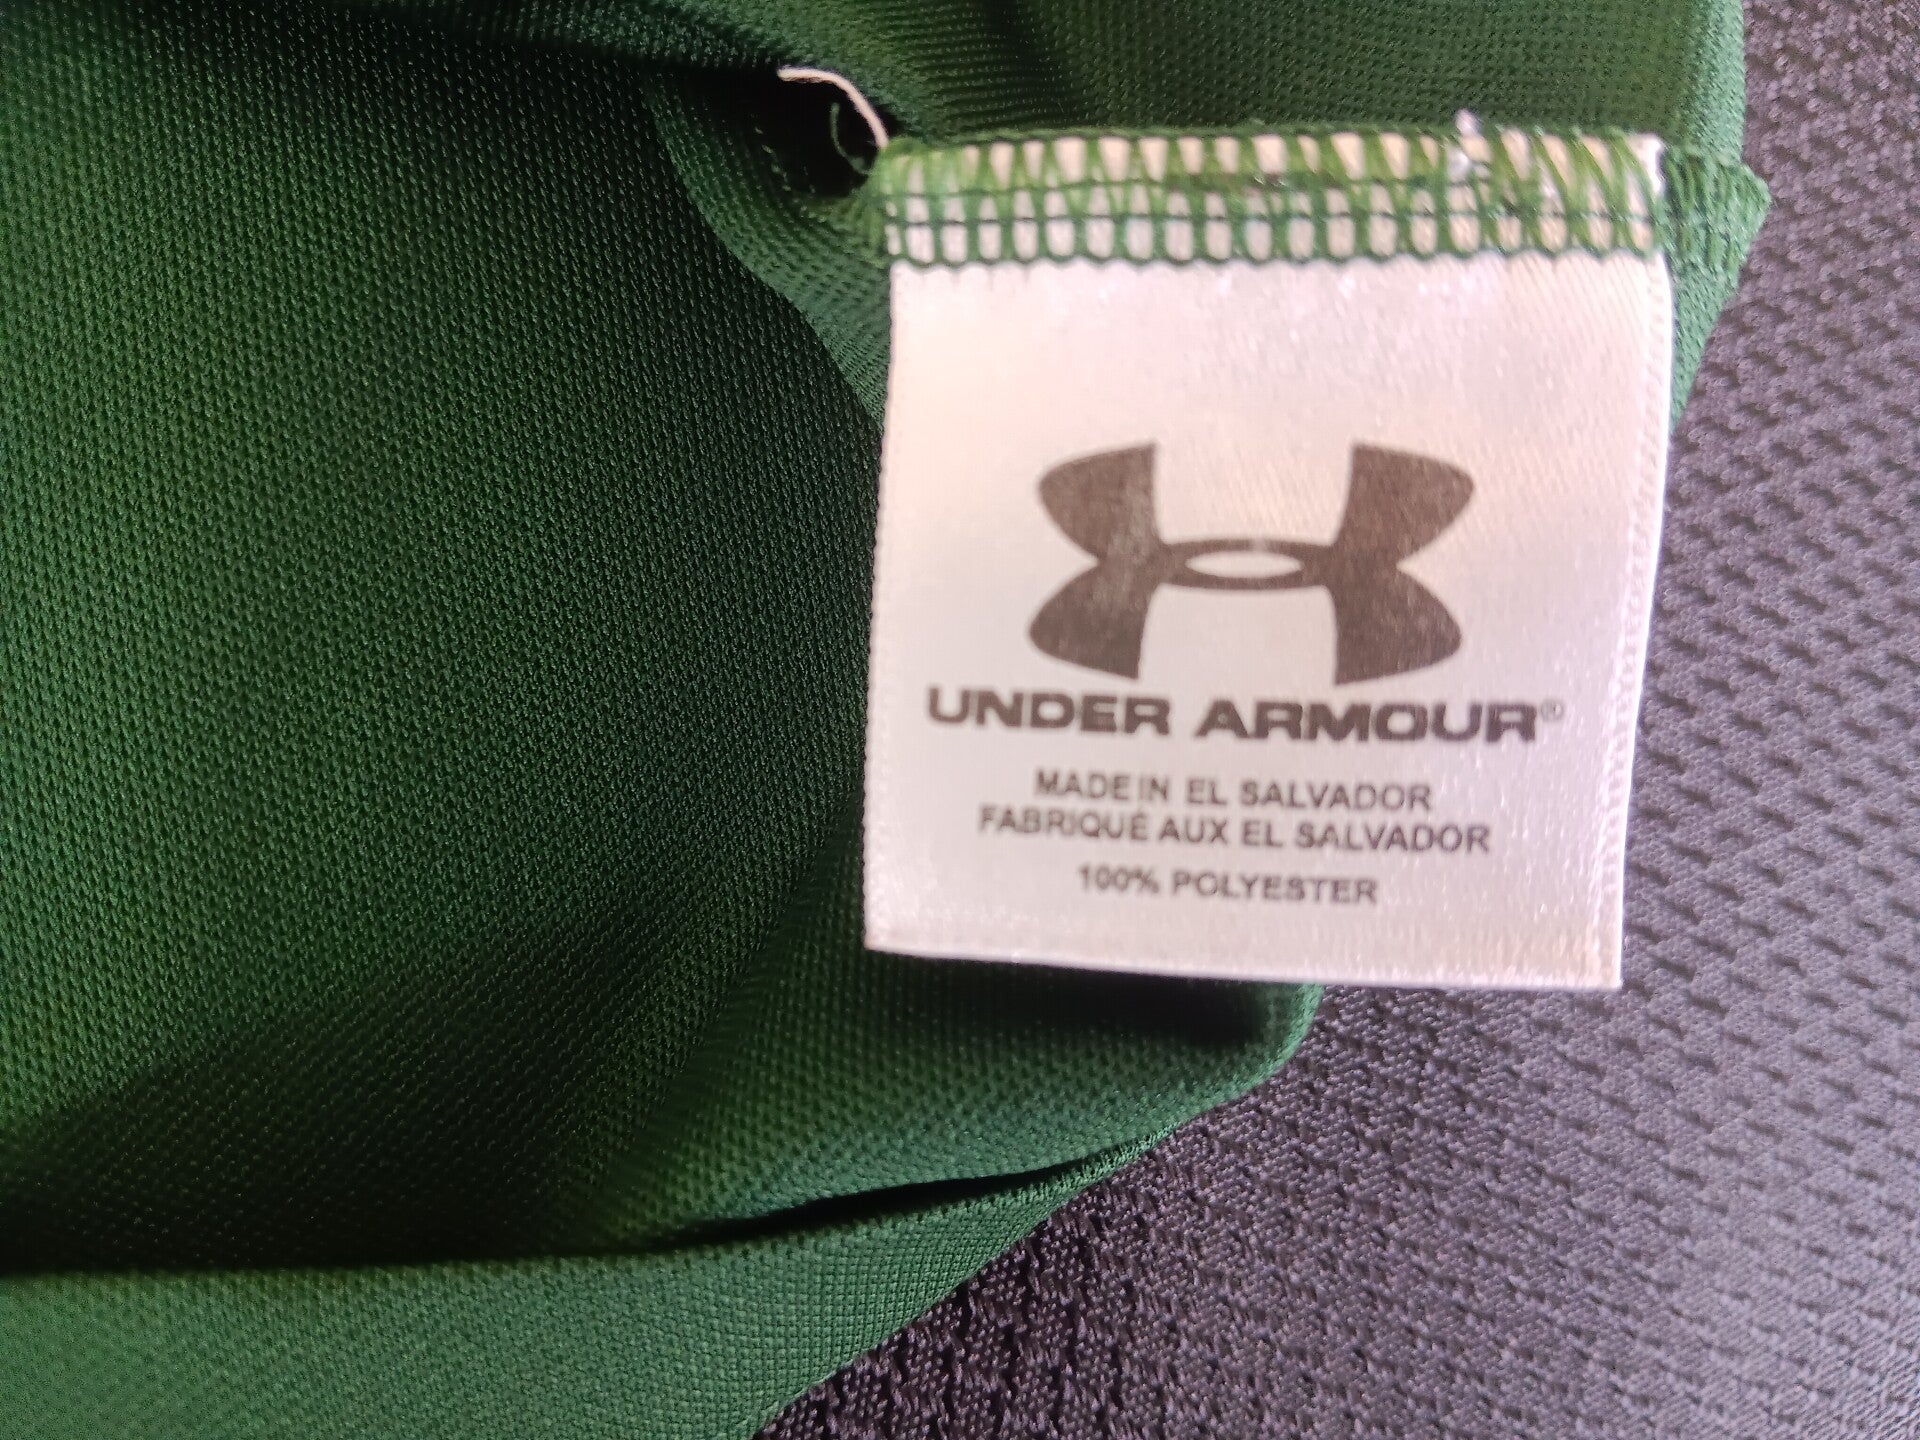 UNDER ARMOUR®
MADE IN EL SALVADOR
FABRIQUÉ AUX EL SALVADOR
100% POLYESTER